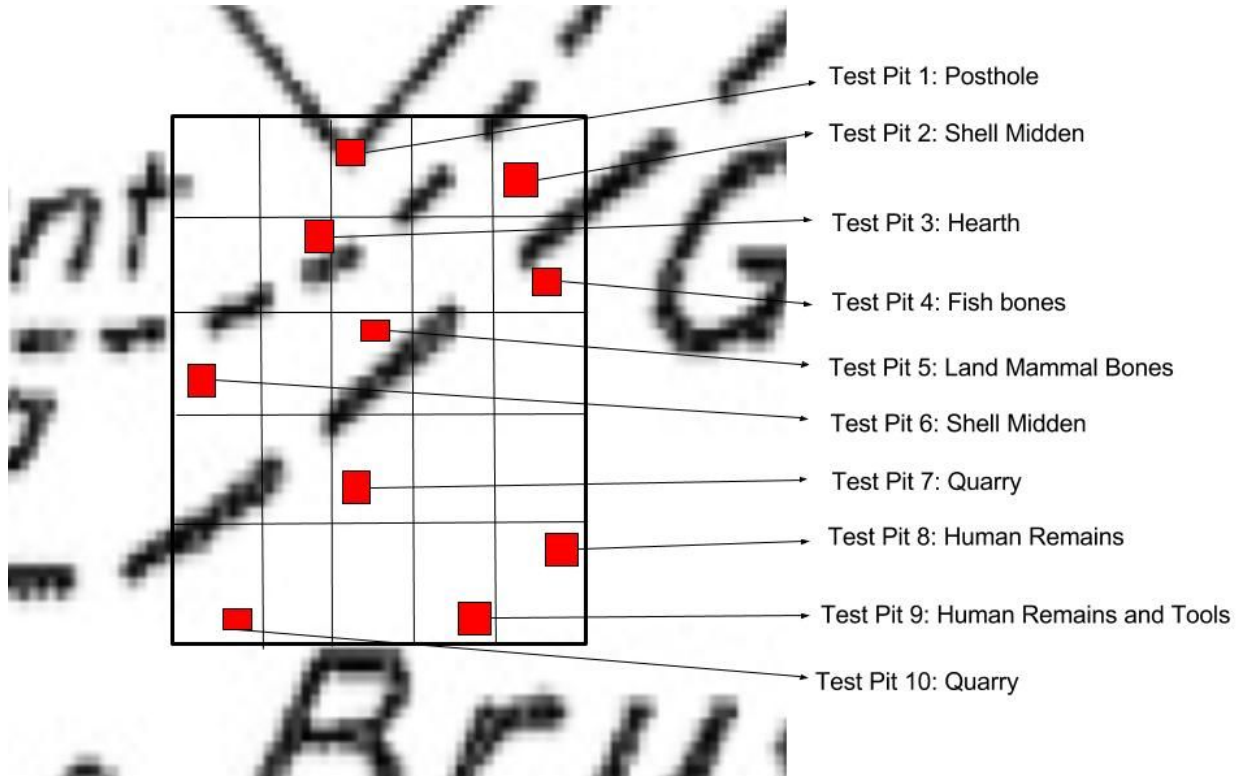 Test Pit 1: Posthole
Test Pit 2: Shell Midden
Test Pit 3: Hearth
Test Pit 4: Fish bones
Test Pit 5: Land Mammal Bones
Test Pit 6: Shell Midden
Test Pit 7: Quarry
Test Pit 8: Human Remains
Test Pit 9: Human Remains and Tools
Test Pit 10: Quarry